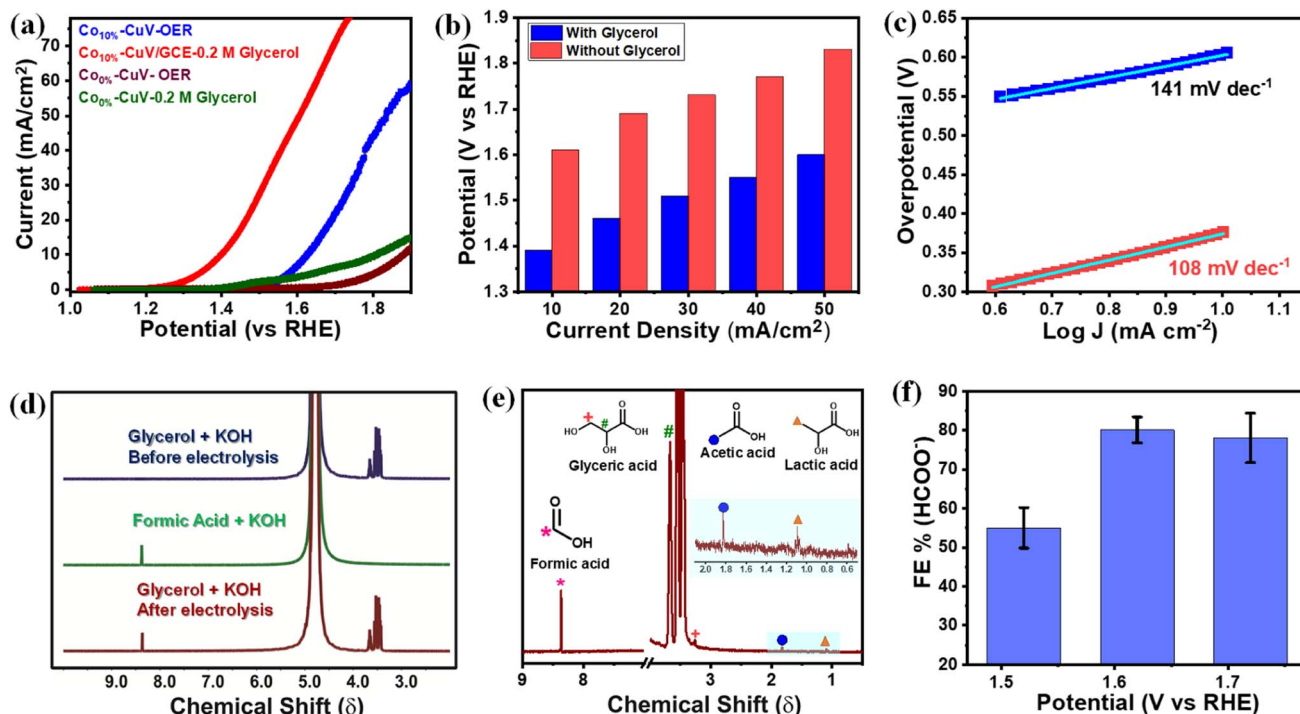 (a)
Co10%-CuV-OER
Co10%-CuV/GCE-0.2 M Glycerol
Co0%-CuV- OER
Co0%-CuV-0.2 M Glycerol
Current (mA/cm2)
70
60
50
40
30
20
10
0
1.0 1.2 1.4 1.6 1.8
Potential (vs RHE)
(b)
With Glycerol
Without Glycerol
Potential (V vs RHE)
1.9
1.8
1.7
1.6
1.5
1.4
1.3
10 20 30 40 50
Current Density (mA/cm2)
(c)
Overpotential (V)
0.65
0.60
0.55
0.50
0.45
0.40
0.35
0.30
141 mV dec-1
108 mV dec-1
0.6 0.7 0.8 0.9 1.0 1.1
Log J (mA cm-2)
(d)
Glycerol + KOH
Before electrolysis
Formic Acid + KOH
Glycerol + KOH
After electrolysis
9.0 8.0 7.0 6.0 5.0 4.0 3.0
Chemical Shift (δ)
(e)
+
#
#
O
HO
OH
OH
Glyceric acid
O
OH
Acetic acid
O
OH
OH
Lactic acid
O
*
OH
Formic acid
*
+
2.0 1.8 1.6 1.4 1.2 1.0 0.8 0.6
9 8 3 2 1
Chemical Shift (δ)
(f)
FE % (HCOO-)
90
80
70
60
50
40
30
20
1.5 1.6 1.7
Potential (V vs RHE)